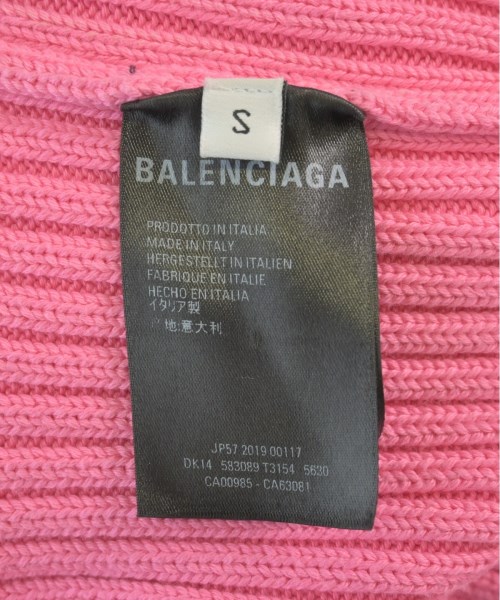 S
BALENCIAGA
PRODOTTO IN ITALIA
MADE IN ITALY
HERGESTELLT IN ITALIEN
FABRIQUE EN ITALIE
HECHO EN ITALIA
イタリア製
产地:意大利
JP57 2019 00117
DK14 583089 T3154 5630
CA00985 - CA63081